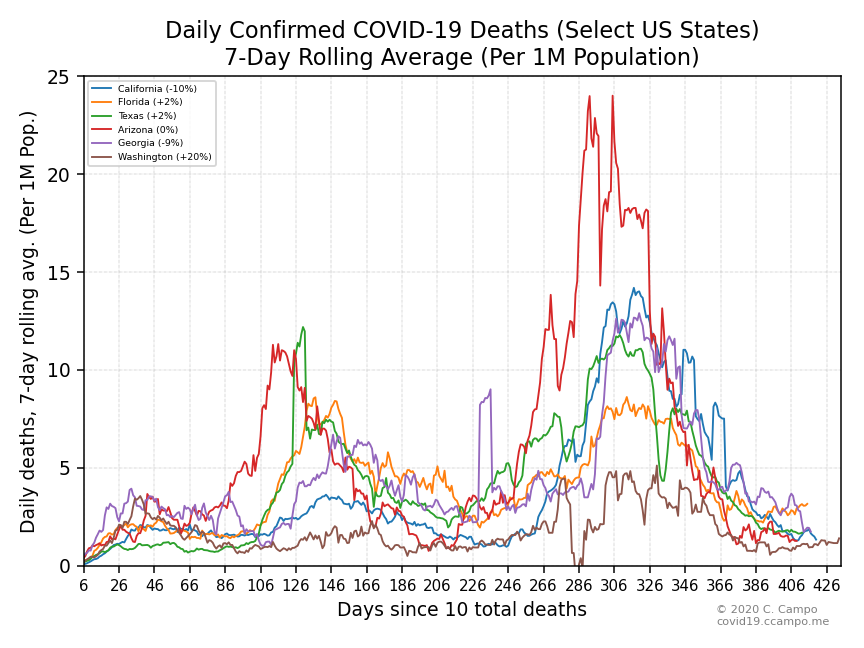 Daily Confirmed COVID-19 Deaths (Select US States)
7-Day Rolling Average (Per 1M Population)
Daily deaths, 7-day rolling avg. (Per 1M Pop.)
25
20
15
10
5
0
California (-10%)
Florida (+2%)
Texas (+2%)
Arizona (0%)
Georgia (-9%)
Washington (+20%)
6 26 46 66 86 106 126 146 166 186 206 226 246 266 286 306 326 346 366 386 406 426
Days since 10 total deaths
© 2020 C. Campo
covid19.ccampo.me